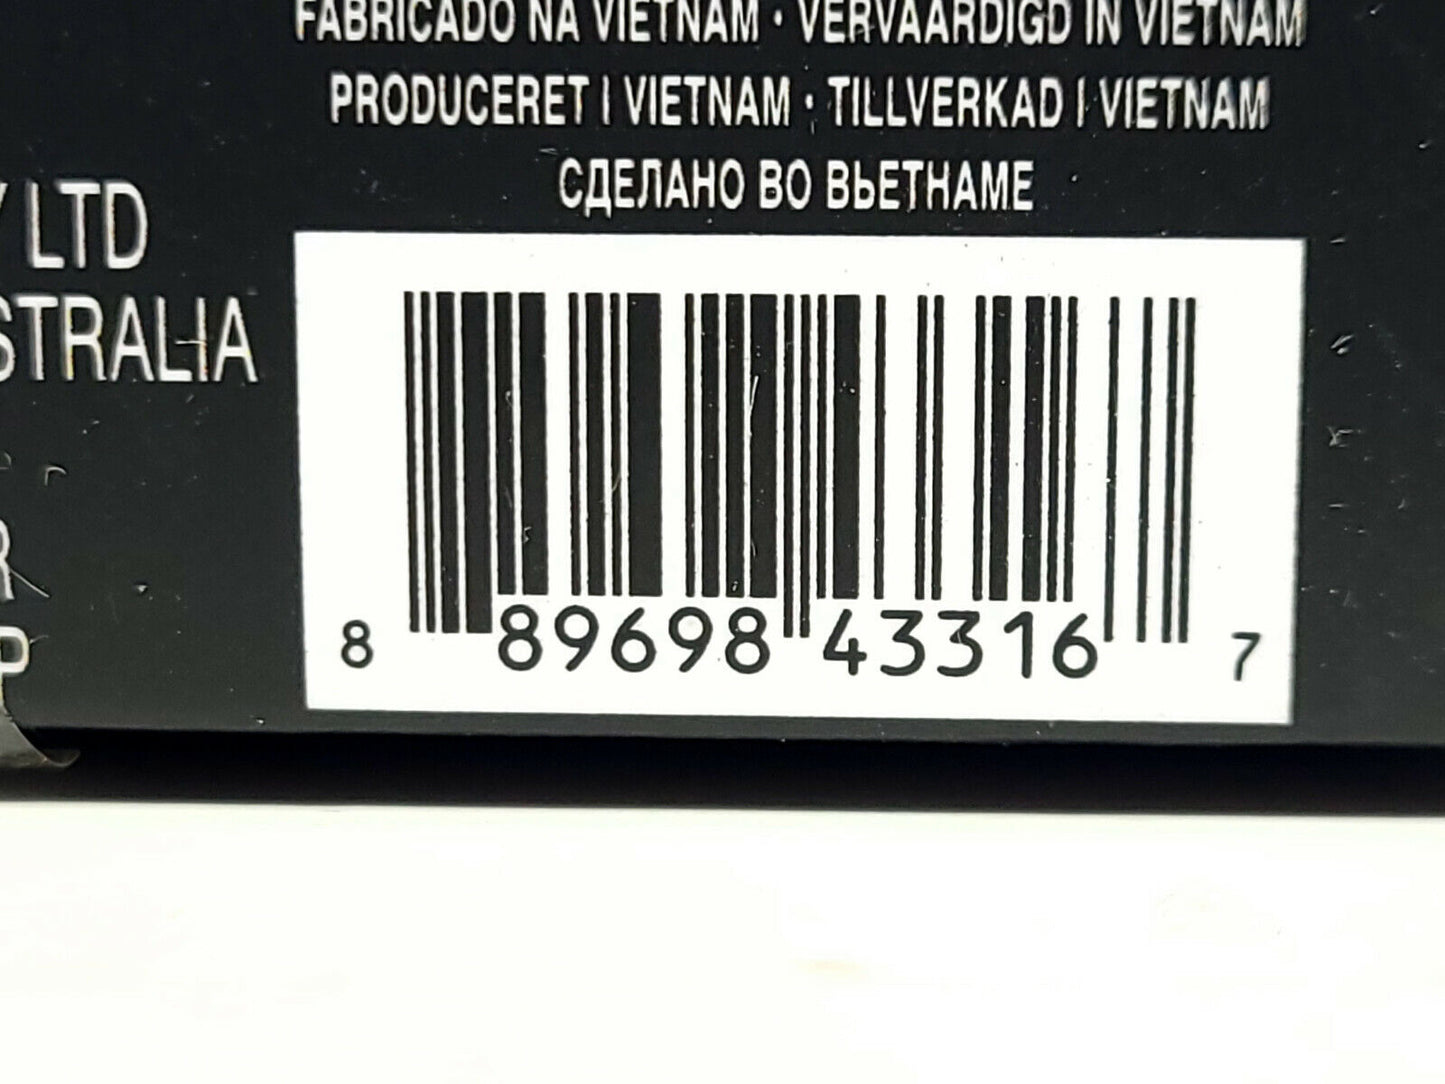 FABRICADO NA VIETNAM • VERVAARDIGD IN VIETNAM
PRODUCERET I VIETNAM • TILLVERKAD I VIETNAM
СДЕЛАНО ВО ВЬЕТНАМЕ
LTD
STRALIA
R
P
8 89698 43316 7